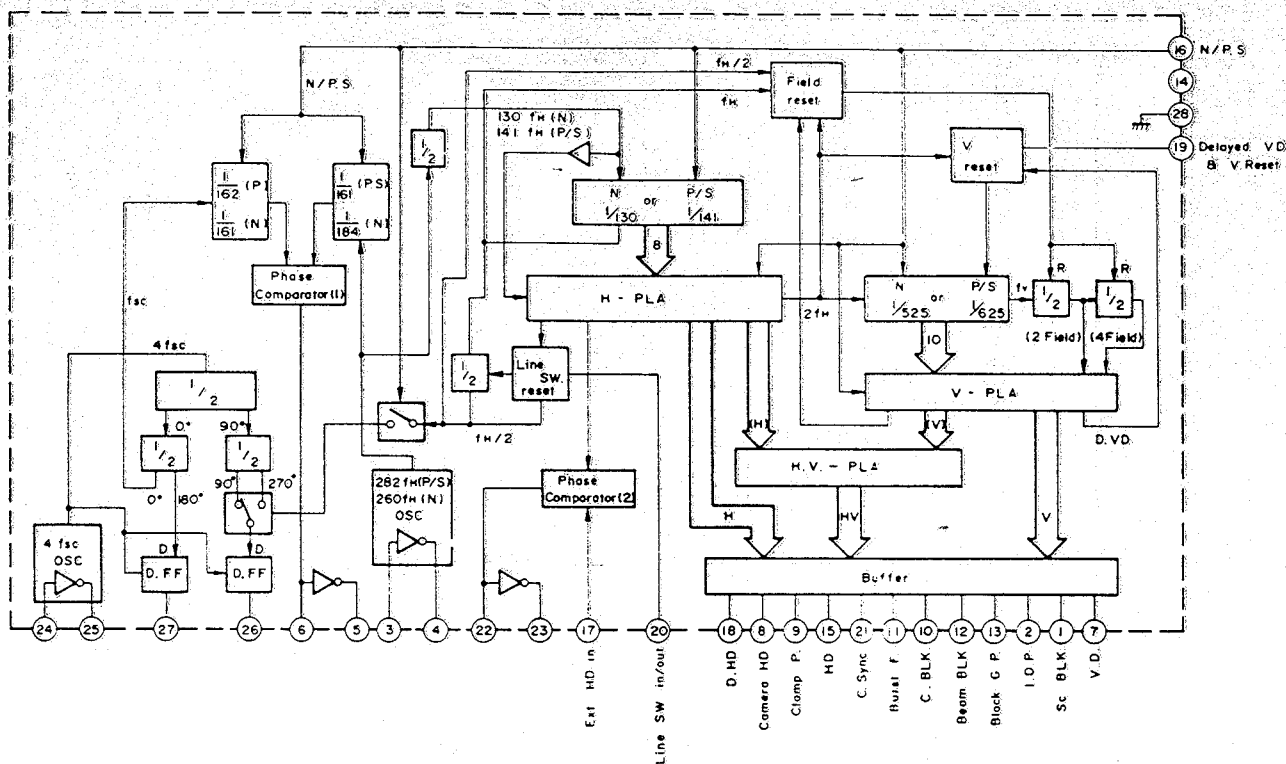 16 N/P.S
14
28
19 Delayed V.D.
& V.Reset
N/P.S
fH/2
fH
Field
reset
130 fH (N)
141 fH (P/S)
1/2
V.
reset
1/162 (P)
1/161 (N)
1/161 (P.S)
1/184 (N)
N or P/S
1/130 1/141
8
Phase
Comparator(1)
fsc
H - PLA
2fH
N or P/S
1/525 1/625
fv
R
1/2
R
1/2
(2 Field) (4 Field)
10
4 fsc
1/2
1/2
Line
SW.
reset
V - PLA
0° 90°
1/2
1/2
fH/2
(H)
(V)
D.VD
0° 180°
90° 270°
282 fH(P/S)
260 fH (N)
OSC
Phase
Comparator(2)
H.V. - PLA
4 fsc
OSC
D
D.FF
D
D.FF
H
HV
V
Buffer
24 25 27 26 6 5 3 4 22 23 17 20 18 8 9 15 21 11 10 12 13 2 1 7
Ext HD in
Line SW in/out
D.HD
Camera HD
Clamp P.
HD
C.Sync
Burst F.
C. BLK
Beam BLK
Block G P.
I.D.P
Sc BLK
V.D.